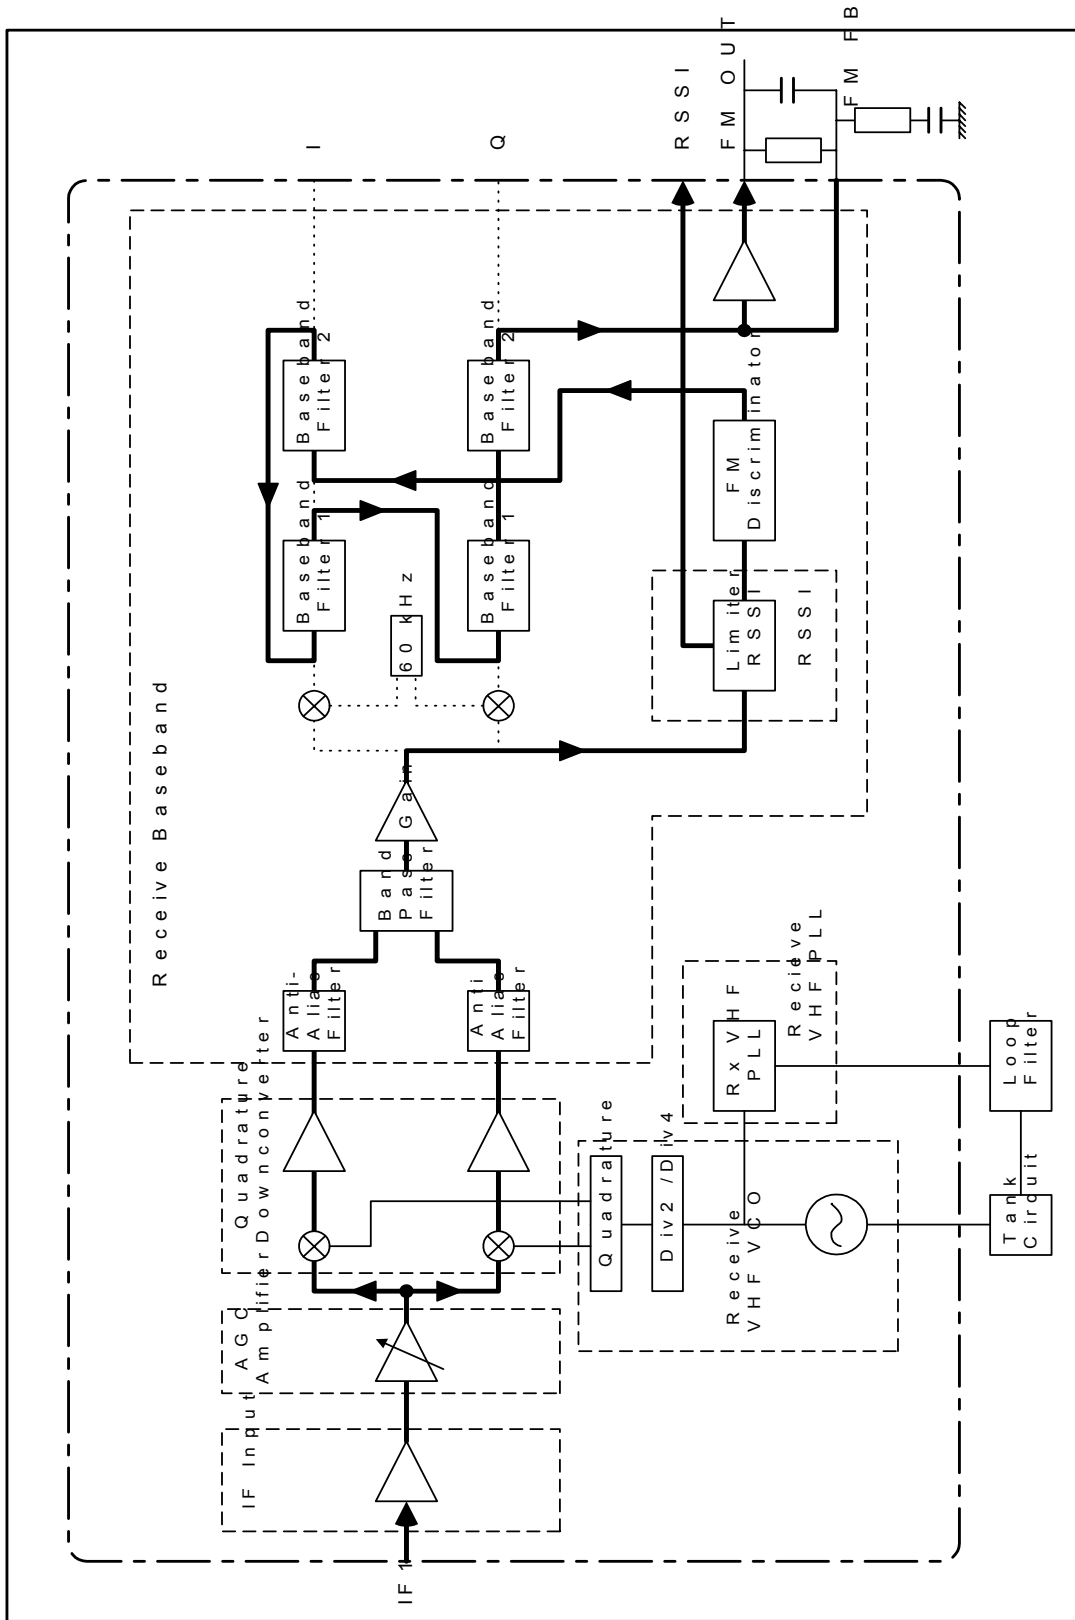 IF 1
IF Input
AGC
Amplifier
Quadrature
Downconverter
Anti-
Alias
Filter
Anti
Alias
Filter
Receive Baseband
Band
Pass
Filter
Gain
60 kHz
Baseband
Filter 1
Baseband
Filter 2
I
Baseband
Filter 1
Baseband
Filter 2
Q
Limiter
RSSI
RSSI
FM
Discriminator
RSSI
FM OUT
FM FB
Quadrature
Div2 /Div4
Receive
VHF VCO
Rx VHF
PLL
Recieve
VHF PLL
Tank
Circuit
Loop
Filter